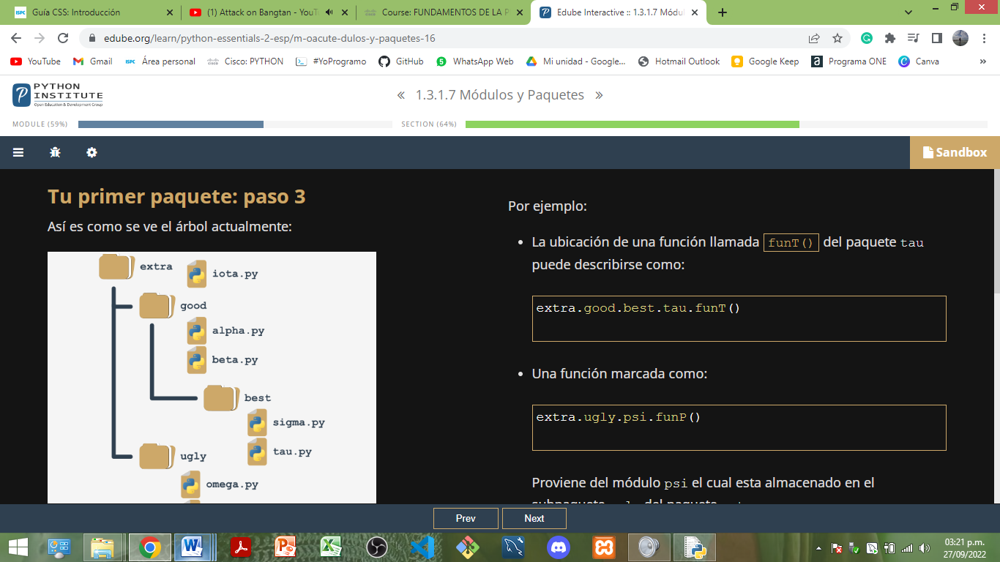 Guía CSS: Introducción
(1) Attack on Bangtan - YouT
Course: FUNDAMENTOS DE LA P
Edube Interactive :: 1.3.1.7 Módul
edube.org/learn/python-essentials-2-esp/m-oacute-dulos-y-paquetes-16
YouTube
Gmail
Área personal
Cisco: PYTHON
#YoProgramo
GitHub
WhatsApp Web
Mi unidad - Google...
Hotmail Outlook
Google Keep
Programa ONE
Canva
»
PYTHON
INSTITUTE
Open Education & Development Group
« 1.3.1.7 Módulos y Paquetes »
MODULE (59%)
SECTION (64%)
Sandbox
Tu primer paquete: paso 3
Así es como se ve el árbol actualmente:
extra
iota.py
good
alpha.py
beta.py
best
sigma.py
tau.py
ugly
omega.py
Por ejemplo:
• La ubicación de una función llamada funT() del paquete tau
puede describirse como:
extra.good.best.tau.funT()
• Una función marcada como:
extra.ugly.psi.funP()
Proviene del módulo psi el cual esta almacenado en el
Prev
Next
03:21 p.m.
27/09/2022